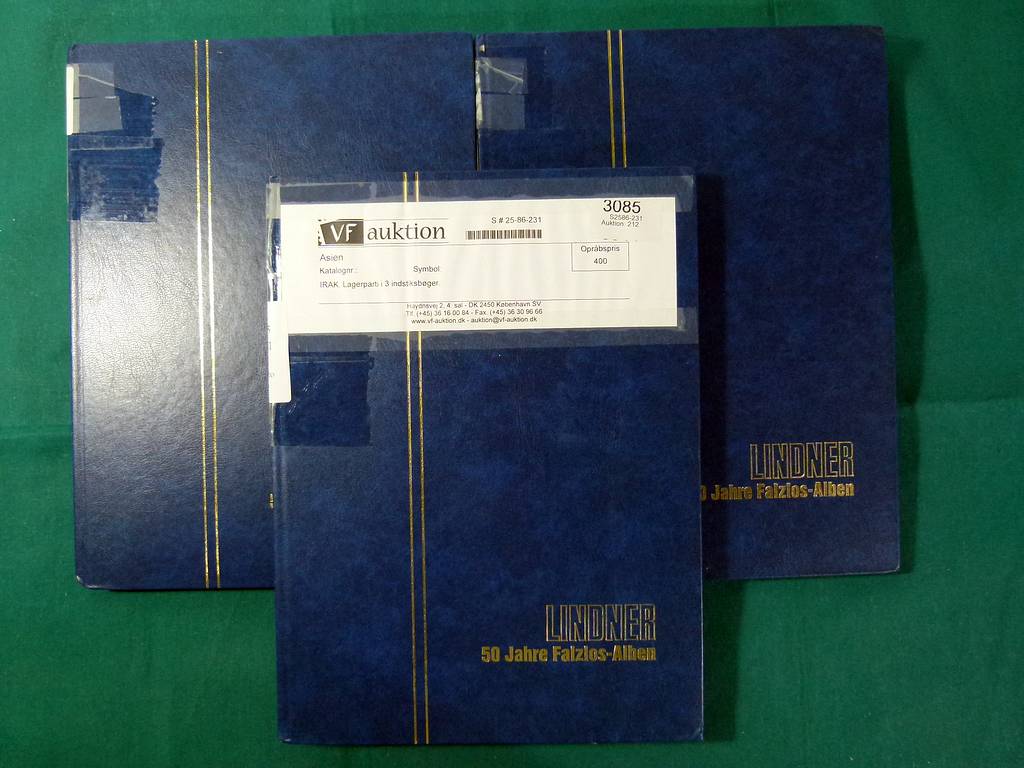 VF auktion
S # 25-86-231
3085
S2586-231
Auktion: 212
Asien
Opråbspris
400
Katalognr.: Symbol:
IRAK. Lagerparti i 3 indstiksbøger.
Haydnsvej 2, 4. sal - DK 2450 København SV
Tlf. (+45) 36 16 00 84 - Fax. (+45) 36 30 96 66
www.vf-auktion.dk - auktion@vf-auktion.dk
LINDNER
Jahre Falzlos-Alben
LINDNER
50 Jahre Falzlos-Alben